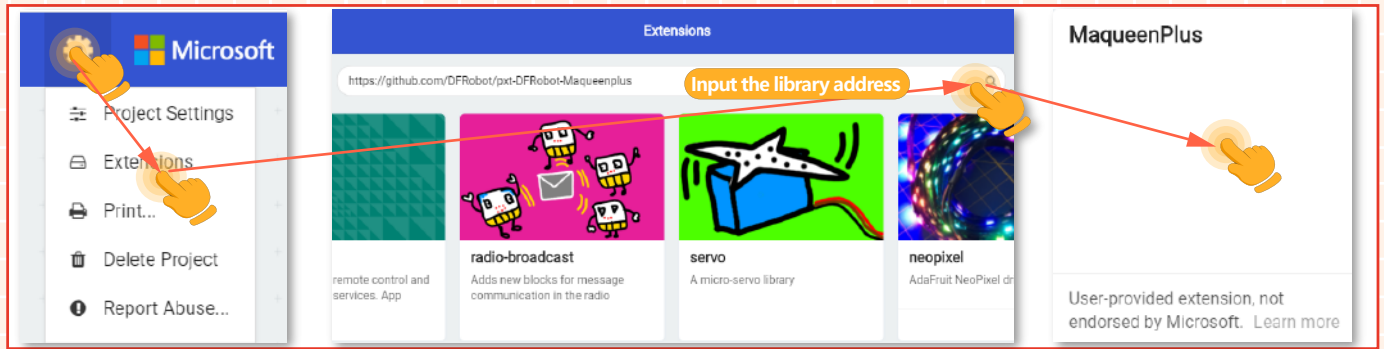 Microsoft
Project Settings
Extensions
Print...
Delete Project
Report Abuse...
Extensions
https://github.com/DFRobot/pxt-DFRobot-Maqueenplus
Input the library address
remote control and
services. App
radio-broadcast
Adds new blocks for message
communication in the radio
servo
A micro-servo library
neopixel
AdaFruit NeoPixel dr
MaqueenPlus
User-provided extension, not
endorsed by Microsoft. Learn more